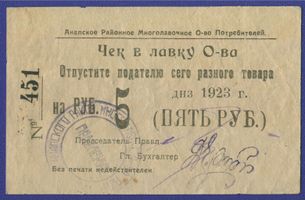 Анапское Районное Многолавочное О-во Потребителей.
Чек в лавку О-ва
Отпустите подателю сего разного товара
№ 451
на РУБ. 5 дня 1923 г.
(ПЯТЬ РУБ.)
Председатель Правл
Гл. Бухгалтер
Без печати недействителен